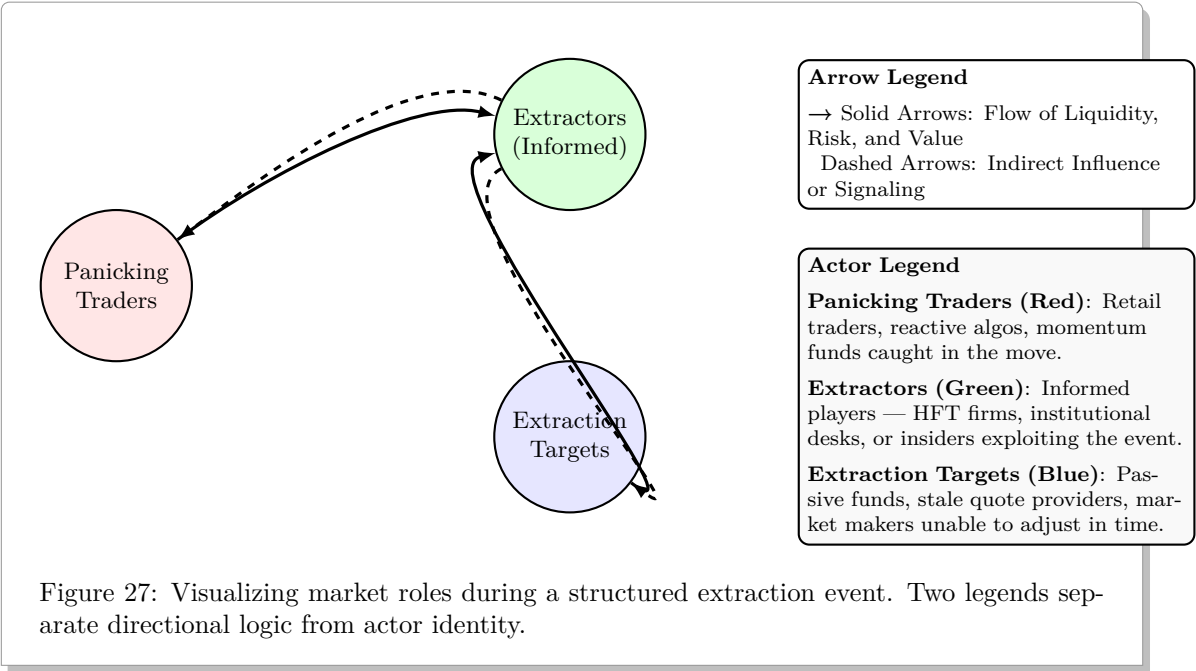 Extractors
(Informed)
Panicking
Traders
Extraction
Targets
Arrow Legend
→ Solid Arrows: Flow of Liquidity,
Risk, and Value
Dashed Arrows: Indirect Influence
or Signaling
Actor Legend
Panicking Traders (Red): Retail
traders, reactive algos, momentum
funds caught in the move.
Extractors (Green): Informed
players — HFT firms, institutional
desks, or insiders exploiting the event.
Extraction Targets (Blue): Pas-
sive funds, stale quote providers, mar-
ket makers unable to adjust in time.
Figure 27: Visualizing market roles during a structured extraction event. Two legends sep-
arate directional logic from actor identity.